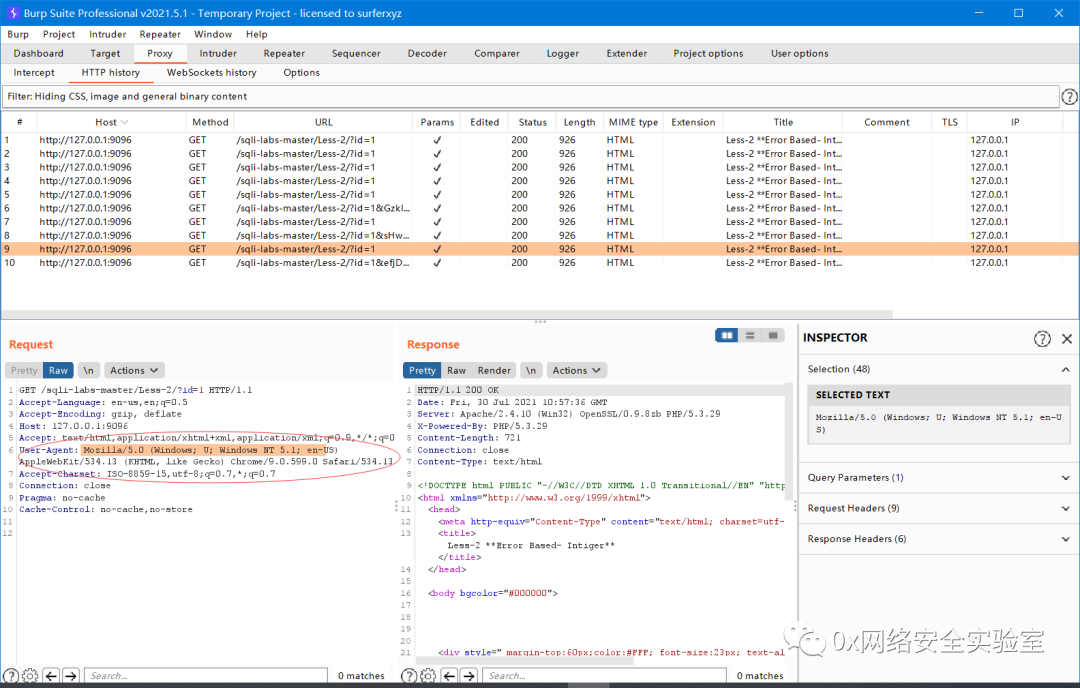 Burp Suite Professional v2021.5.1 - Temporary Project - licensed to surferxyz
Burp Project Intruder Repeater Window Help
Dashboard Target Proxy Intruder Repeater Sequencer Decoder Comparer Logger Extender Project options User options
Intercept HTTP history WebSockets history Options
Filter: Hiding CSS, image and general binary content
# Host Method URL Params Edited Status Length MIME type Extension Title Comment TLS IP
1 http://127.0.0.1:9096 GET /sqli-labs-master/Less-2/?id=1 ✓ 200 926 HTML Less-2 **Error Based- Int... 127.0.0.1
2 http://127.0.0.1:9096 GET /sqli-labs-master/Less-2/?id=1 ✓ 200 926 HTML Less-2 **Error Based- Int... 127.0.0.1
3 http://127.0.0.1:9096 GET /sqli-labs-master/Less-2/?id=1 ✓ 200 926 HTML Less-2 **Error Based- Int... 127.0.0.1
4 http://127.0.0.1:9096 GET /sqli-labs-master/Less-2/?id=1 ✓ 200 926 HTML Less-2 **Error Based- Int... 127.0.0.1
5 http://127.0.0.1:9096 GET /sqli-labs-master/Less-2/?id=1 ✓ 200 926 HTML Less-2 **Error Based- Int... 127.0.0.1
6 http://127.0.0.1:9096 GET /sqli-labs-master/Less-2/?id=1&Gzkl... ✓ 200 926 HTML Less-2 **Error Based- Int... 127.0.0.1
7 http://127.0.0.1:9096 GET /sqli-labs-master/Less-2/?id=1 ✓ 200 926 HTML Less-2 **Error Based- Int... 127.0.0.1
8 http://127.0.0.1:9096 GET /sqli-labs-master/Less-2/?id=1&sHw... ✓ 200 926 HTML Less-2 **Error Based- Int... 127.0.0.1
9 http://127.0.0.1:9096 GET /sqli-labs-master/Less-2/?id=1 ✓ 200 926 HTML Less-2 **Error Based- Int... 127.0.0.1
10 http://127.0.0.1:9096 GET /sqli-labs-master/Less-2/?id=1&efjD... ✓ 200 926 HTML Less-2 **Error Based- Int... 127.0.0.1
Request
Pretty Raw \n Actions
1 GET /sqli-labs-master/Less-2/?id=1 HTTP/1.1
2 Accept-Language: en-us,en;q=0.5
3 Accept-Encoding: gzip, deflate
4 Host: 127.0.0.1:9096
5 Accept: text/html,application/xhtml+xml,application/xml;q=0.9,*/*;q=0
6 User-Agent: Mozilla/5.0 (Windows; U; Windows NT 5.1; en-US)
AppleWebKit/534.13 (KHTML, like Gecko) Chrome/9.0.599.0 Safari/534.13
7 Accept-Charset: ISO-8859-15,utf-8;q=0.7,*;q=0.7
8 Connection: close
9 Pragma: no-cache
10 Cache-Control: no-cache,no-store
11
12
0 matches
Search...
Response
Pretty Raw Render \n Actions
1 HTTP/1.1 200 OK
2 Date: Fri, 30 Jul 2021 10:57:36 GMT
3 Server: Apache/2.4.10 (Win32) OpenSSL/0.9.8zb PHP/5.3.29
4 X-Powered-By: PHP/5.3.29
5 Content-Length: 721
6 Connection: close
7 Content-Type: text/html
8
9 <!DOCTYPE html PUBLIC "-//W3C//DTD XHTML 1.0 Transitional//EN" "http
10 <html xmlns="http://www.w3.org/1999/xhtml">
11 <head>
12 <meta http-equiv="Content-Type" content="text/html; charset=utf-
13 <title>
Less-2 **Error Based- Intiger**
</title>
14 </head>
15
16 <body bgcolor="#000000">
17
18
19
20
21 <div style=" margin-top:60px;color:#FFF; font-size:23px; text-al
Search...
0 matches
INSPECTOR
Selection (48)
SELECTED TEXT
Mozilla/5.0 (Windows; U; Windows NT 5.1; en-U
S)
Query Parameters (1)
Request Headers (9)
Response Headers (6)
0x网络安全实验室